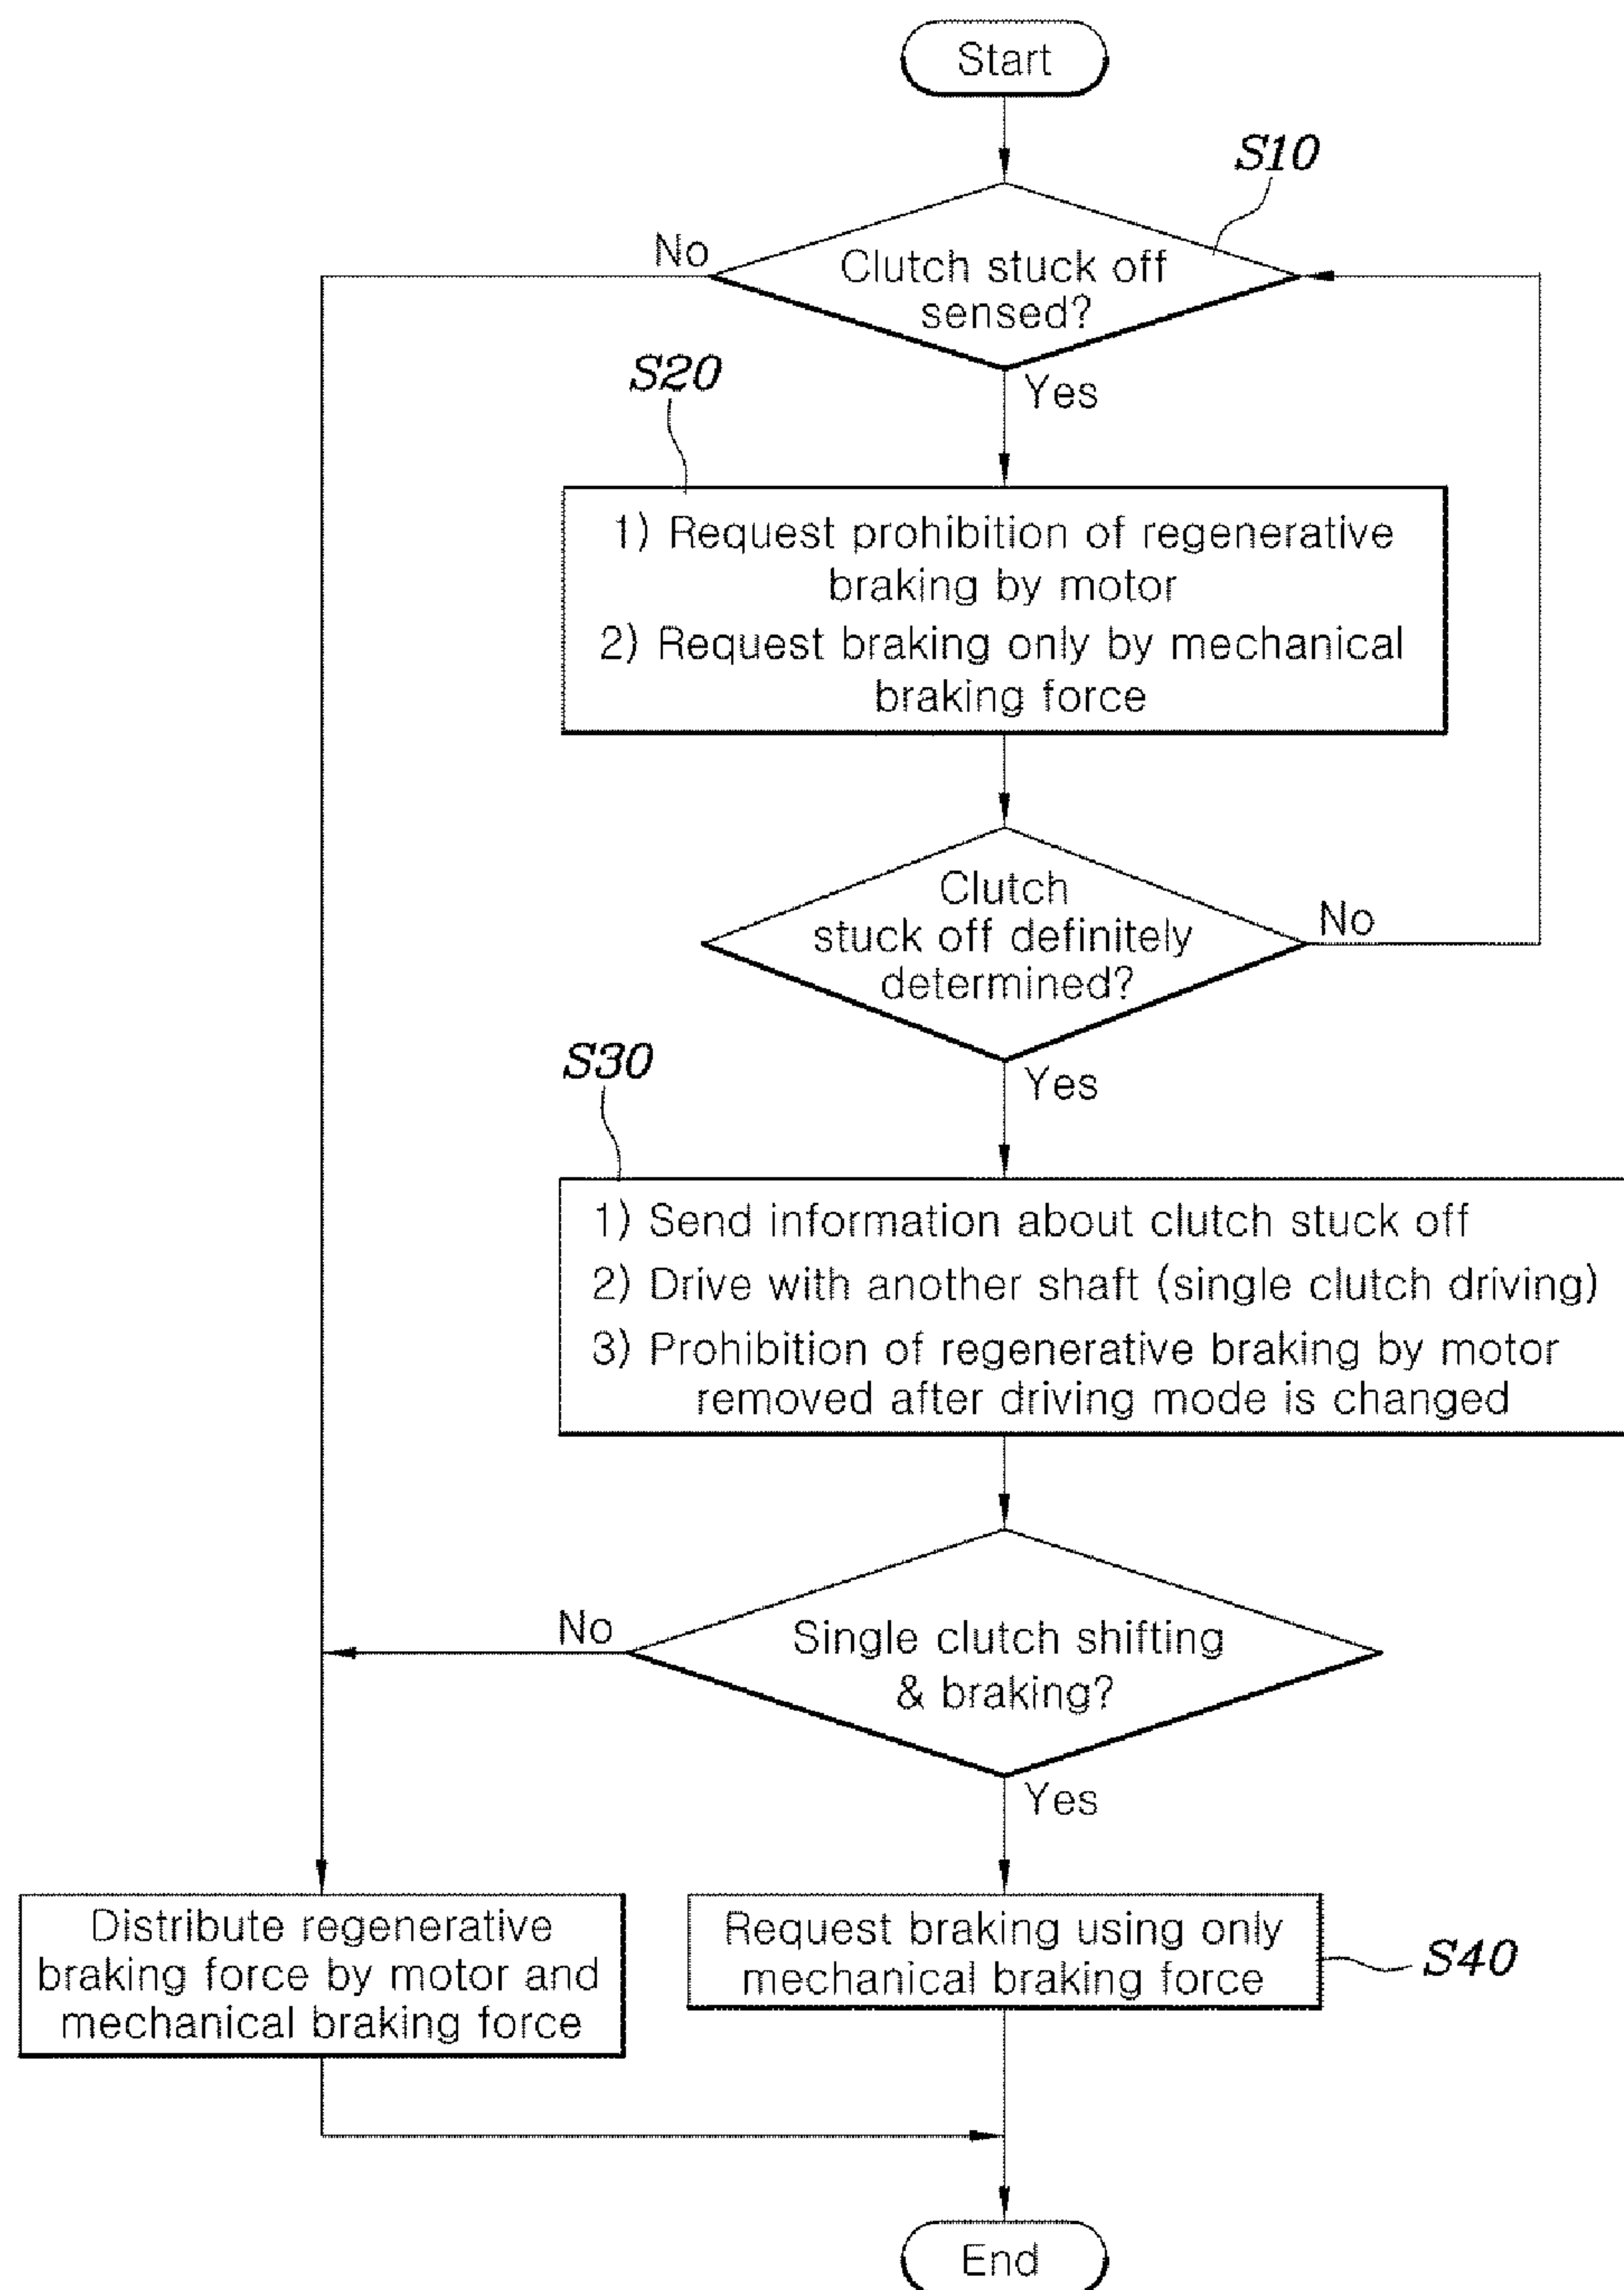 Start
S10
No
Clutch stuck off
sensed?
Yes
S20
1) Request prohibition of regenerative
braking by motor
2) Request braking only by mechanical
braking force
Clutch
stuck off definitely
determined?
No
Yes
S30
1) Send information about clutch stuck off
2) Drive with another shaft (single clutch driving)
3) Prohibition of regenerative braking by motor
removed after driving mode is changed
No
Single clutch shifting
& braking?
Yes
Distribute regenerative
braking force by motor and
mechanical braking force
Request braking using only
mechanical braking force
S40
End